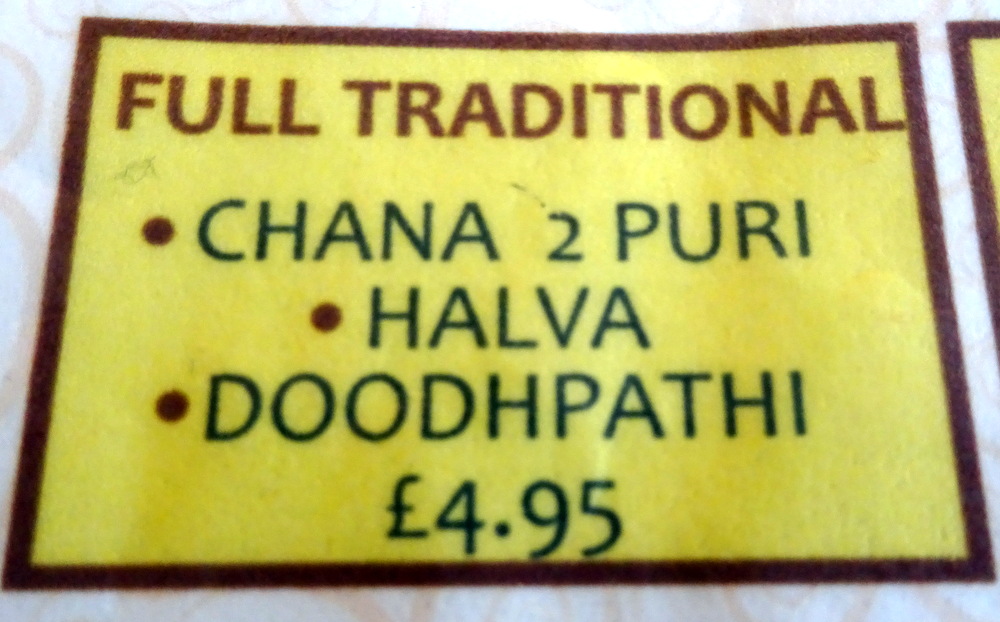 FULL TRADITIONAL
• CHANA 2 PURI
• HALVA
• DOODHPATHI
£4.95